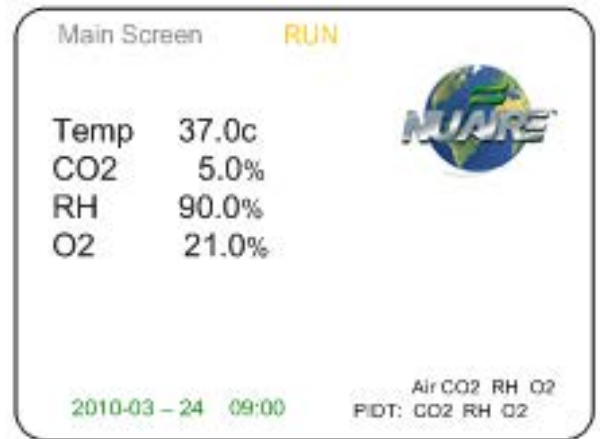 Main Screen RUN
NUAIRE
Temp 37.0c
CO2 5.0%
RH 90.0%
O2 21.0%
Air CO2 RH O2
2010-03 – 24 09:00 PIDT: CO2 RH O2